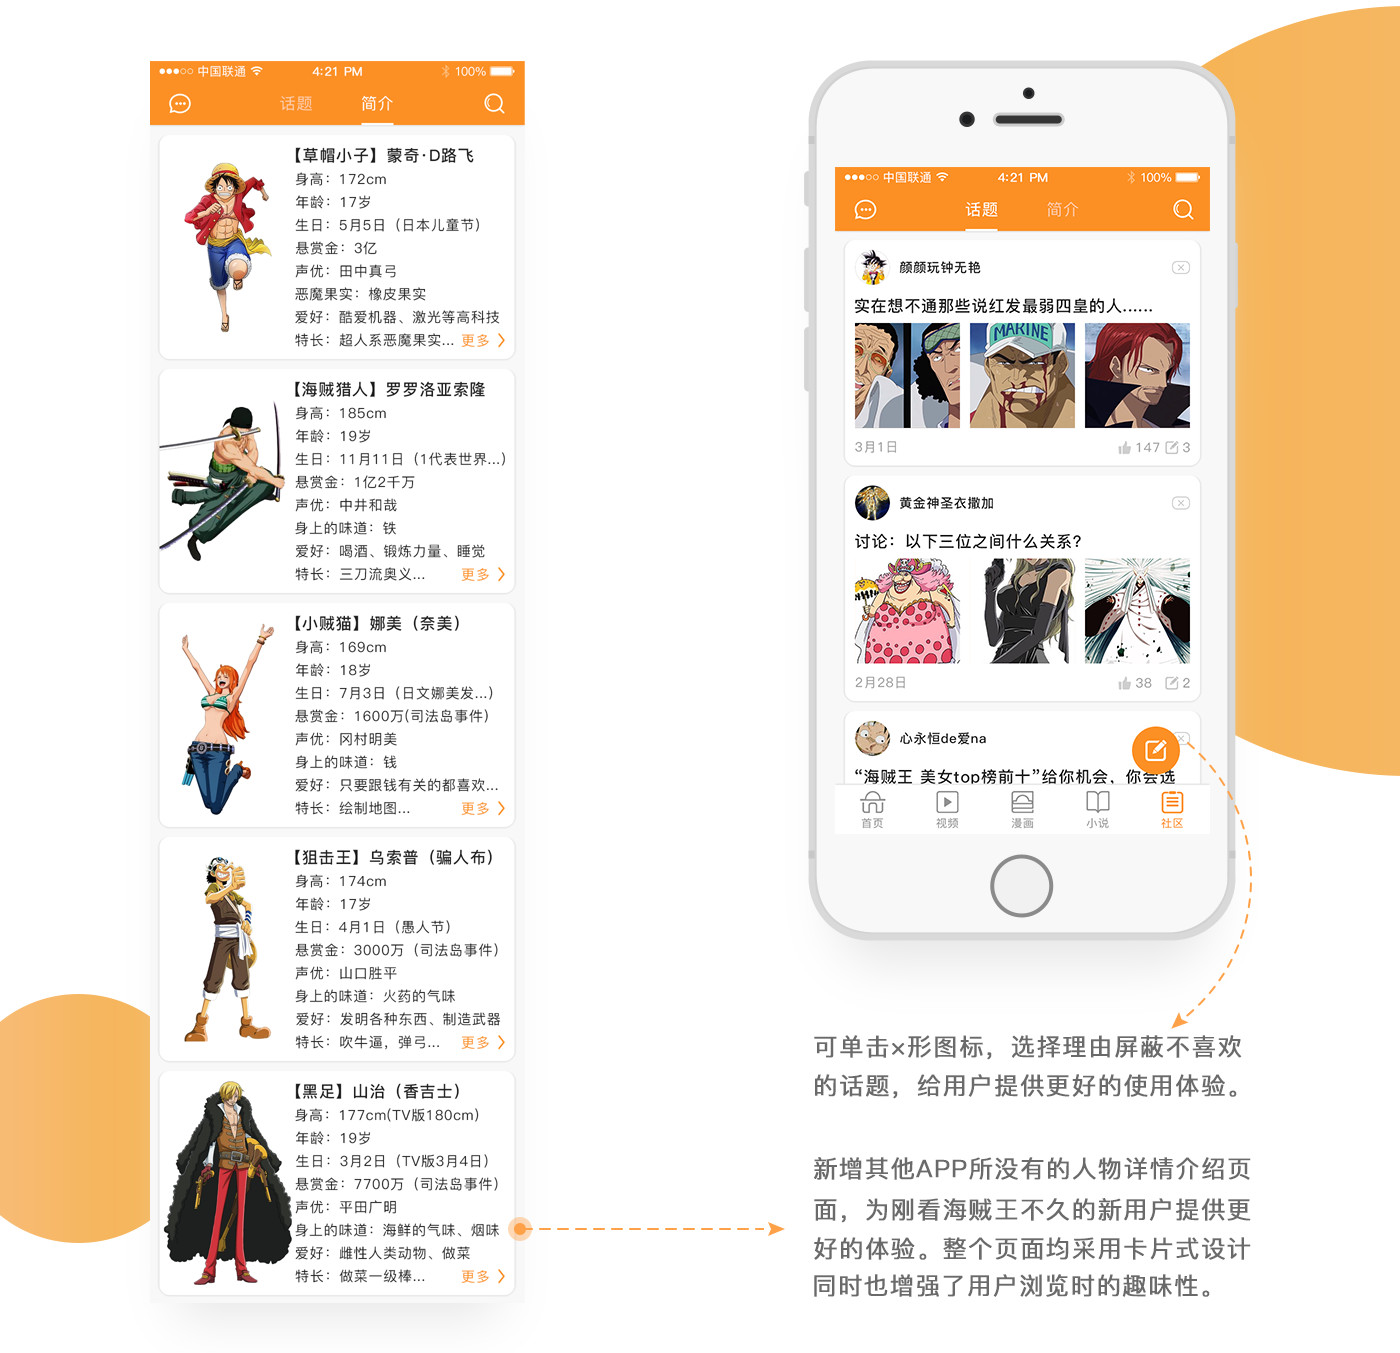 中国联通 4:21 PM 100%
话题 简介
【草帽小子】蒙奇·D路飞
身高：172cm
年龄：17岁
生日：5月5日（日本儿童节）
悬赏金：3亿
声优：田中真弓
恶魔果实：橡皮果实
爱好：酷爱机器、激光等高科技
特长：超人系恶魔果实... 更多
【海贼猎人】罗罗洛亚索隆
身高：185cm
年龄：19岁
生日：11月11日（1代表世界...）
悬赏金：1亿2千万
声优：中井和哉
身上的味道：铁
爱好：喝酒、锻炼力量、睡觉
特长：三刀流奥义... 更多
【小贼猫】娜美（奈美）
身高：169cm
年龄：18岁
生日：7月3日（日文娜美发...）
悬赏金：1600万(司法岛事件)
声优：冈村明美
身上的味道：钱
爱好：只要跟钱有关的都喜欢...
特长：绘制地图... 更多
【狙击王】乌索普（骗人布）
身高：174cm
年龄：17岁
生日：4月1日（愚人节）
悬赏金：3000万（司法岛事件）
声优：山口胜平
身上的味道：火药的气味
爱好：发明各种东西、制造武器
特长：吹牛逼，弹弓... 更多
【黑足】山治（香吉士）
身高：177cm(TV版180cm)
年龄：19岁
生日：3月2日（TV版3月4日）
悬赏金：7700万（司法岛事件）
声优：平田广明
身上的味道：海鲜的气味、烟味
爱好：雌性人类动物、做菜
特长：做菜一级棒... 更多
中国联通 4:21 PM 100%
话题 简介
颜颜玩钟无艳
实在想不通那些说红发最弱四皇的人......
MARINE
3月1日 147 3
黄金神圣衣撒加
讨论：以下三位之间什么关系?
2月28日 38 2
心永恒de爱na
“海贼王 美女top榜前十”给你机会，你会选
首页 视频 漫画 小说 社区
可单击×形图标，选择理由屏蔽不喜欢
的话题，给用户提供更好的使用体验。
新增其他APP所没有的人物详情介绍页
面，为刚看海贼王不久的新用户提供更
好的体验。整个页面均采用卡片式设计
同时也增强了用户浏览时的趣味性。